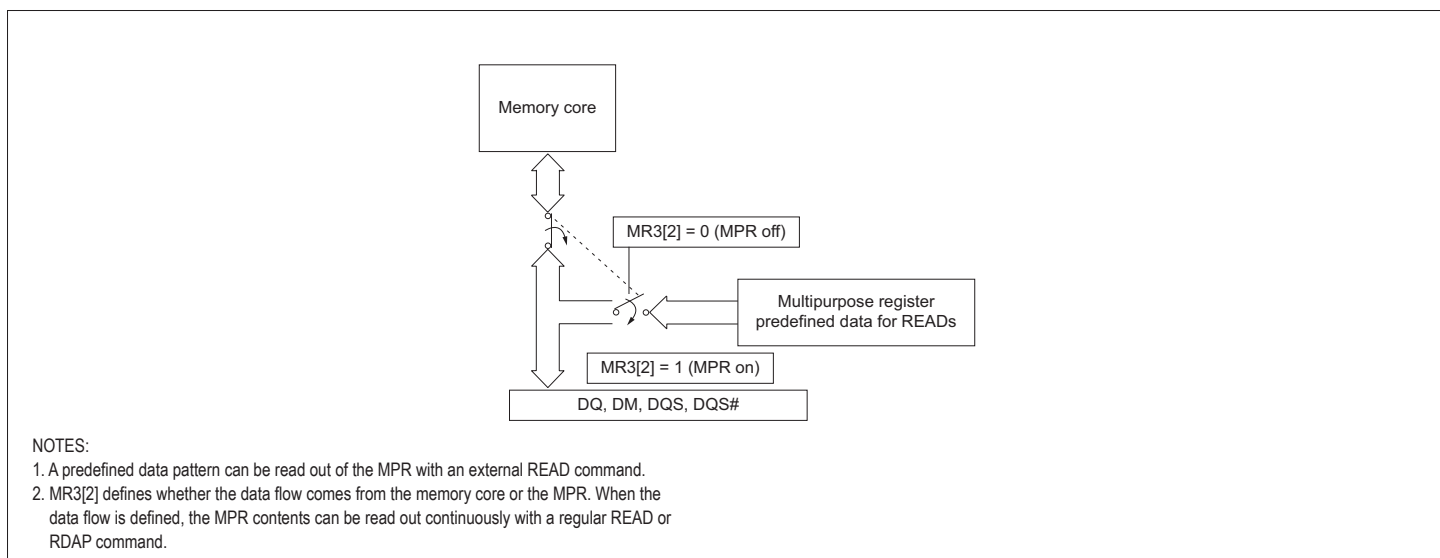 Memory core
MR3[2] = 0 (MPR off)
Multipurpose register
predefined data for READs
MR3[2] = 1 (MPR on)
DQ, DM, DQS, DQS#
NOTES:
1. A predefined data pattern can be read out of the MPR with an external READ command.
2. MR3[2] defines whether the data flow comes from the memory core or the MPR. When the
data flow is defined, the MPR contents can be read out continuously with a regular READ or
RDAP command.